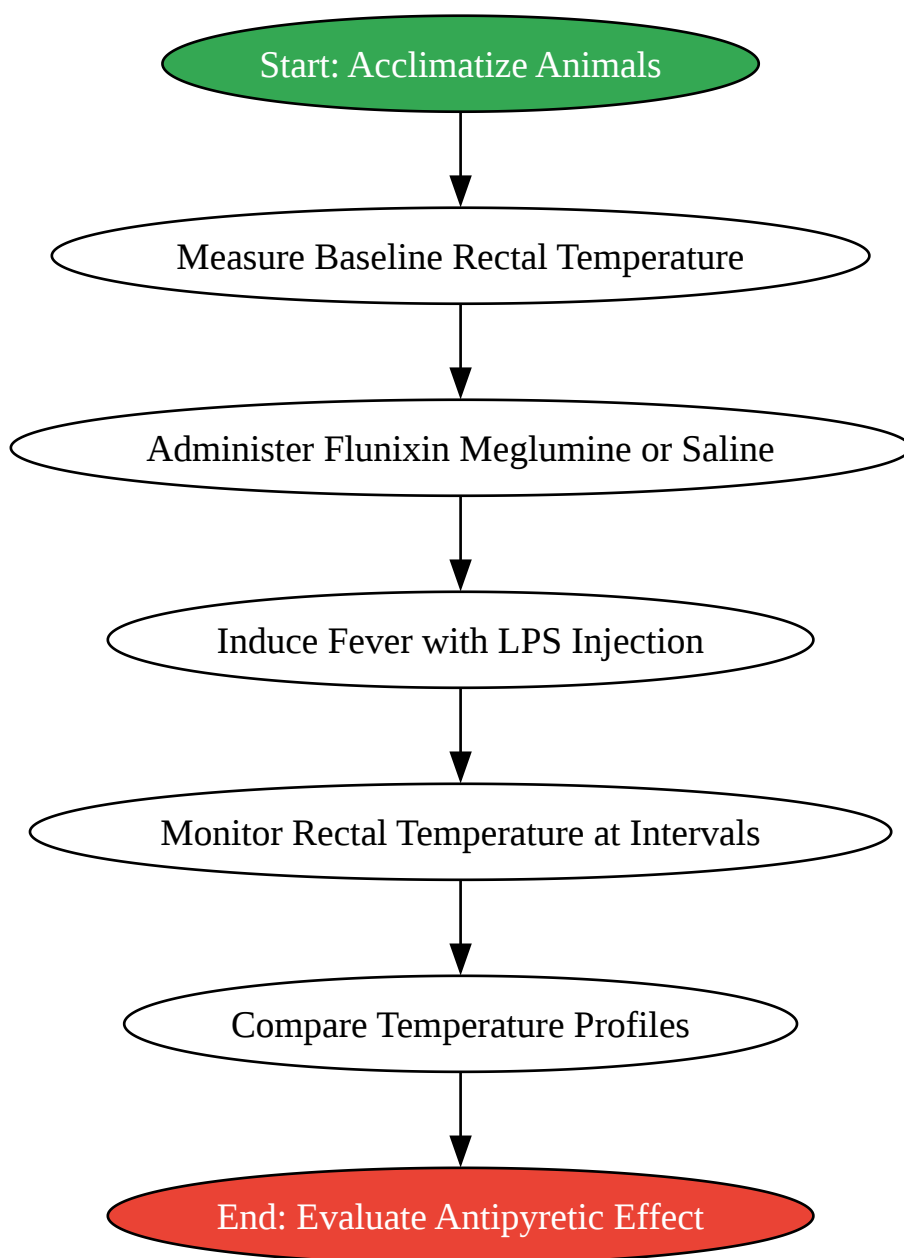 Start: Acclimatize Animals
Measure Baseline Rectal Temperature
Administer Flunixin Meglumine or Saline
Induce Fever with LPS Injection
Monitor Rectal Temperature at Intervals
Compare Temperature Profiles
End: Evaluate Antipyretic Effect